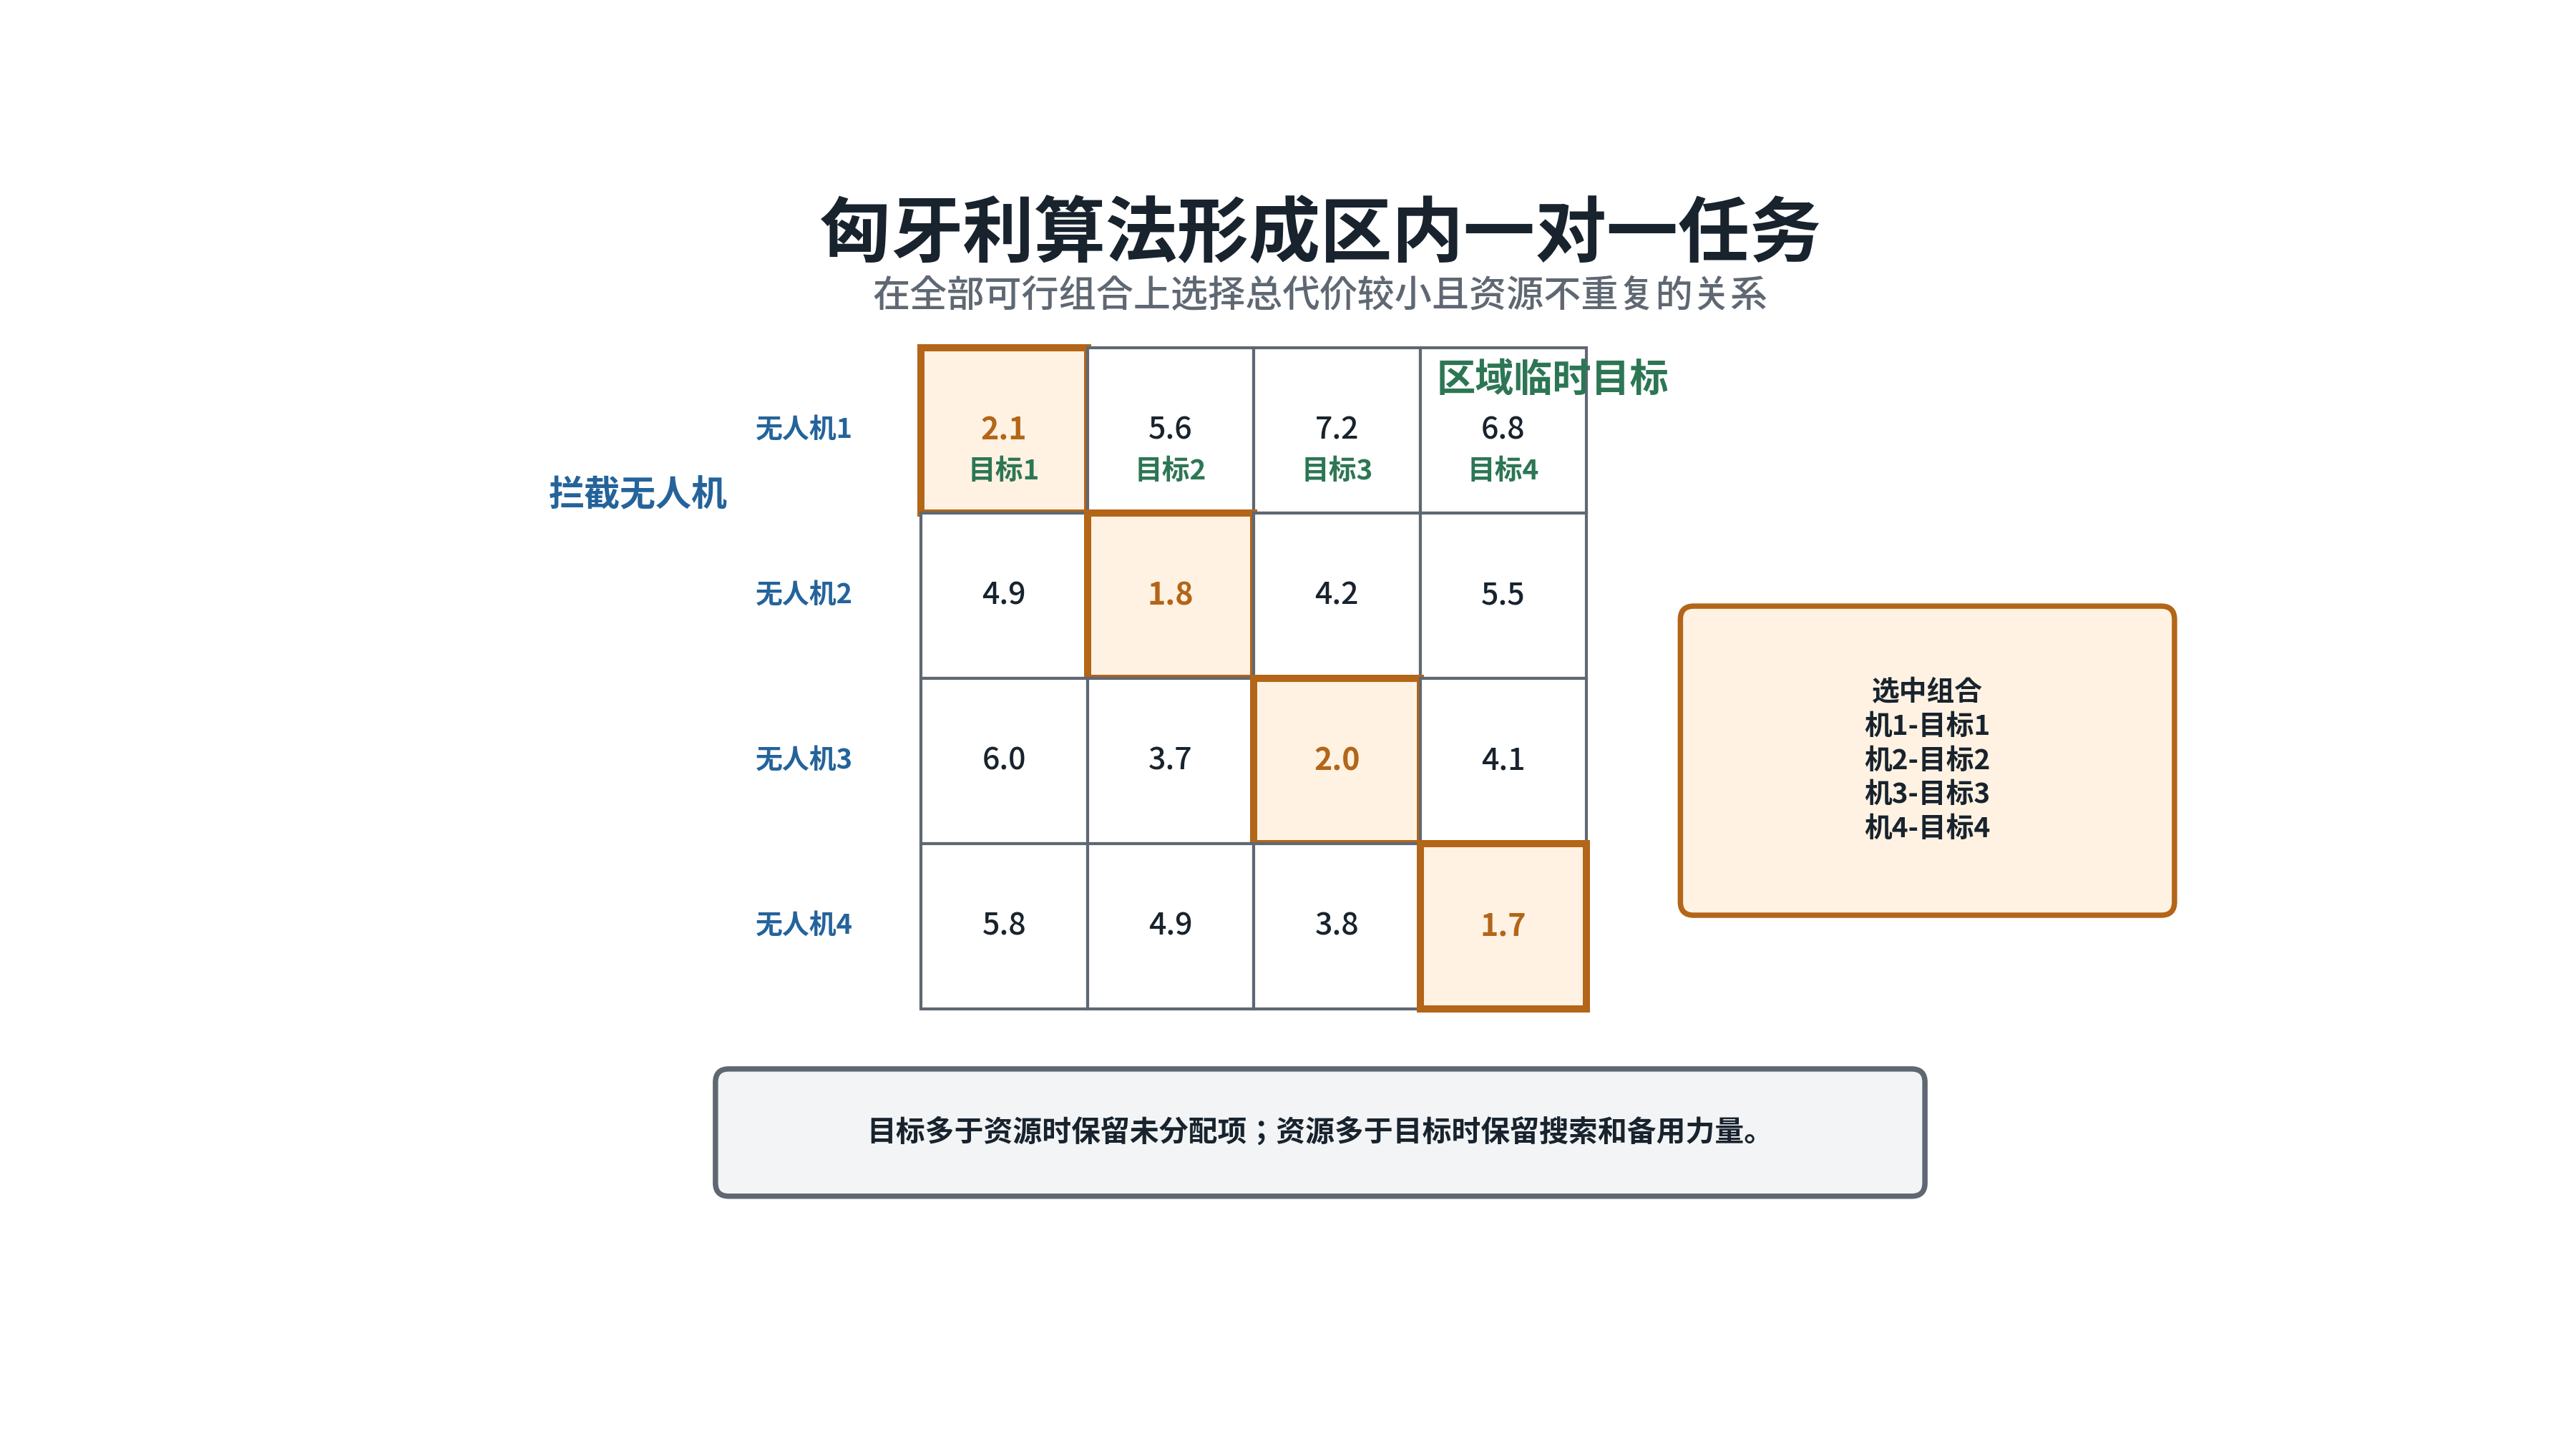 匈牙利算法形成区内一对一任务
在全部可行组合上选择总代价较小且资源不重复的关系
区域临时目标
无人机1 2.1 5.6 7.2 6.8
目标1 目标2 目标3 目标4
拦截无人机
无人机2 4.9 1.8 4.2 5.5
无人机3 6.0 3.7 2.0 4.1
无人机4 5.8 4.9 3.8 1.7
选中组合
机1-目标1
机2-目标2
机3-目标3
机4-目标4
目标多于资源时保留未分配项；资源多于目标时保留搜索和备用力量。